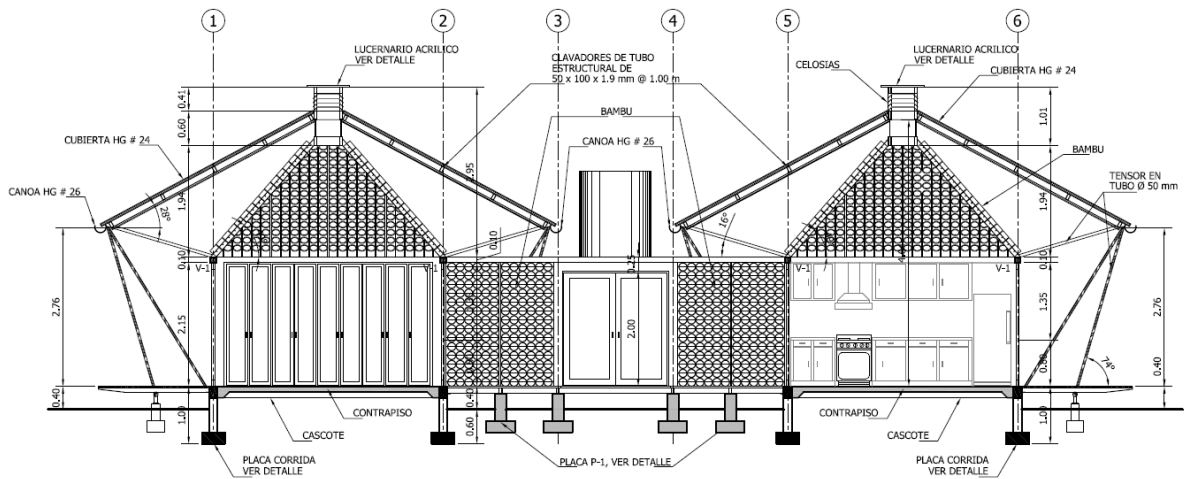 1
2
3
4
5
6
LUCERNARIO ACRILICO
VER DETALLE
CLAVADORES DE TUBO
ESTRUCTURAL DE
50 x 100 x 1.9 mm @ 1.00 m
LUCERNARIO ACRILICO
VER DETALLE
CELOSIAS
CUBIERTA HG # 24
0.41
0.60
1.01
BAMBU
CUBIERTA HG # 24
CANOA HG # 26
BAMBU
CANOA HG # 26
TENSOR EN
TUBO Ø 50 mm
1.94
28°
16°
1.94
0.10
0.10
0.10
V-1
V-1
V-1
V-1
0.25
2.76
2.15
2.00
1.35
2.76
74°
0.40
0.40
0.40
1.00
0.60
1.00
CONTRAPISO
CONTRAPISO
CASCOTE
CASCOTE
PLACA CORRIDA
VER DETALLE
PLACA P-1, VER DETALLE
PLACA CORRIDA
VER DETALLE